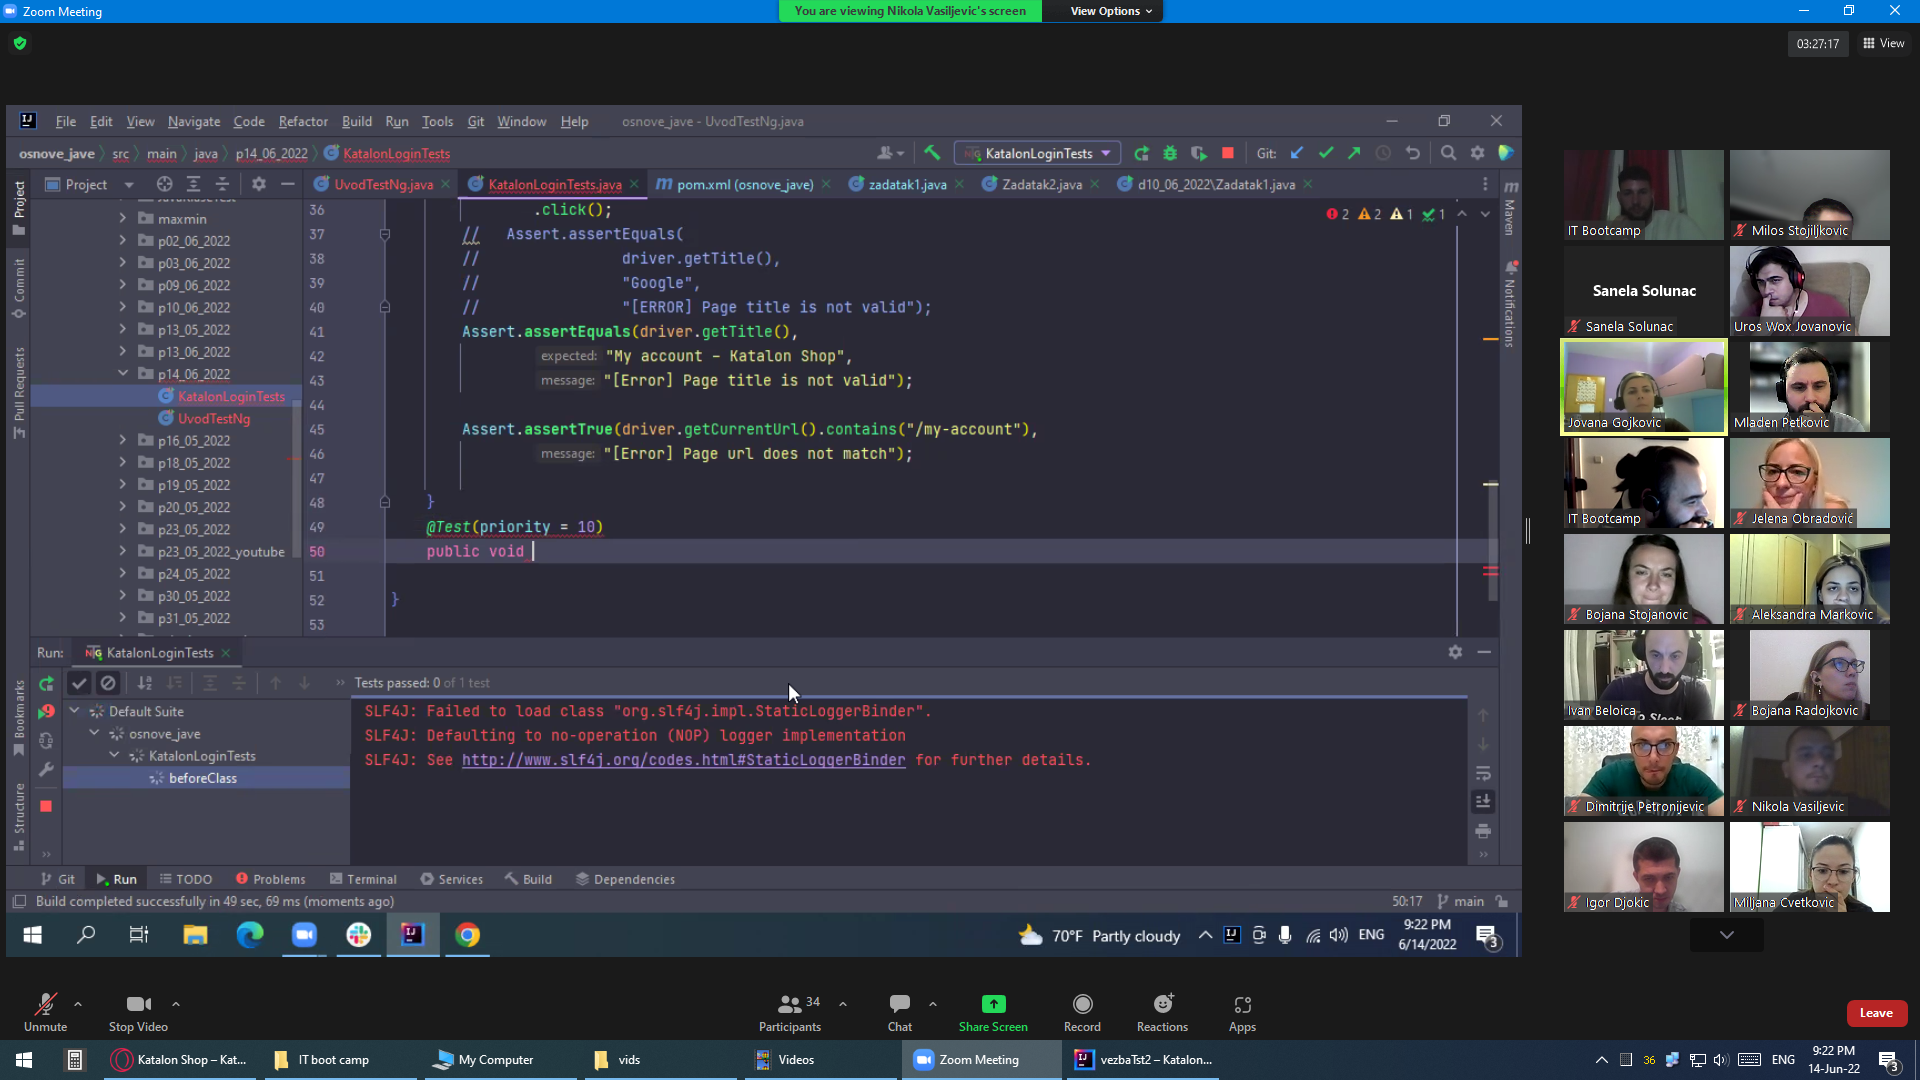 Zoom Meeting
You are viewing Nikola Vasiljevic's screen
View Options
03:27:17
View
File Edit View Navigate Code Refactor Build Run Tools Git Window Help osnove_jave - UvodTestNg.java
osnove_jave src main java p14_06_2022 KatalonLoginTests
KatalonLoginTests
Git:
Project
UvodTestNg.java
KatalonLoginTests.java
pom.xml (osnove_jave)
zadatak1.java
Zadatak2.java
d10_06_2022\Zadatak1.java
Project
Commit
Pull Requests
Bookmarks
Structure
Maven
Notifications
maxmin
p02_06_2022
p03_06_2022
p09_06_2022
p10_06_2022
p13_05_2022
p13_06_2022
p14_06_2022
KatalonLoginTests
UvodTestNg
p16_05_2022
p18_05_2022
p19_05_2022
p20_05_2022
p23_05_2022
p23_05_2022_youtube
p24_05_2022
p30_05_2022
p31_05_2022
2 2 1 1
36 .click();
37 // Assert.assertEquals(
38 // driver.getTitle(),
39 // "Google",
40 // "[ERROR] Page title is not valid");
41 Assert.assertEquals(driver.getTitle(),
42 expected: "My account – Katalon Shop",
43 message: "[Error] Page title is not valid");
44
45 Assert.assertTrue(driver.getCurrentUrl().contains("/my-account"),
46 message: "[Error] Page url does not match");
47
48 }
49 @Test(priority = 10)
50 public void
51
52 }
53
Run: KatalonLoginTests
Tests passed: 0 of 1 test
Default Suite
osnove_jave
KatalonLoginTests
beforeClass
SLF4J: Failed to load class "org.slf4j.impl.StaticLoggerBinder".
SLF4J: Defaulting to no-operation (NOP) logger implementation
SLF4J: See http://www.slf4j.org/codes.html#StaticLoggerBinder for further details.
Git Run TODO Problems Terminal Services Build Dependencies
Build completed successfully in 49 sec, 69 ms (moments ago)
50:17 main
70°F Partly cloudy
ENG
9:22 PM
6/14/2022
3
IT Bootcamp
Milos Stojiljkovic
Sanela Solunac
Sanela Solunac
Uros Wox Jovanovic
Jovana Gojkovic
Mladen Petkovic
IT Bootcamp
Jelena Obradović
Bojana Stojanovic
Aleksandra Markovic
Ivan Beloica
Bojana Radojkovic
Dimitrije Petronijevic
Nikola Vasiljevic
Igor Djokic
Miljana Cvetkovic
Unmute
Stop Video
34
Participants
Chat
Share Screen
Record
Reactions
Apps
Leave
Katalon Shop – Kat...
IT boot camp
My Computer
vids
Videos
Zoom Meeting
vezbaTst2 – Katalon...
36
ENG
9:22 PM
14-Jun-22
3